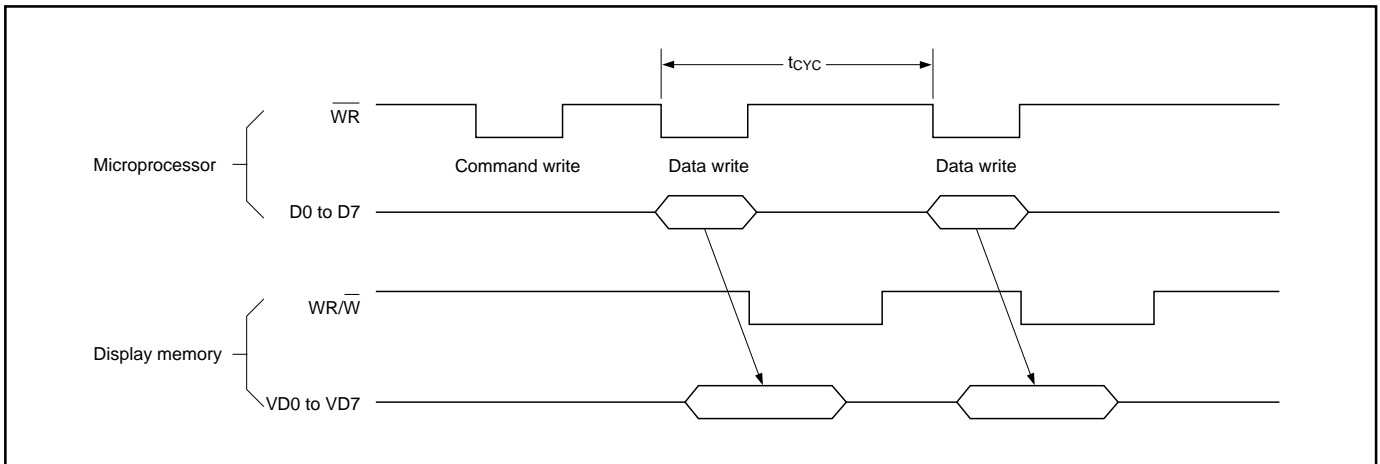 tCYC
WR
Microprocessor
Command write Data write Data write
D0 to D7
WR/W
Display memory
VD0 to VD7